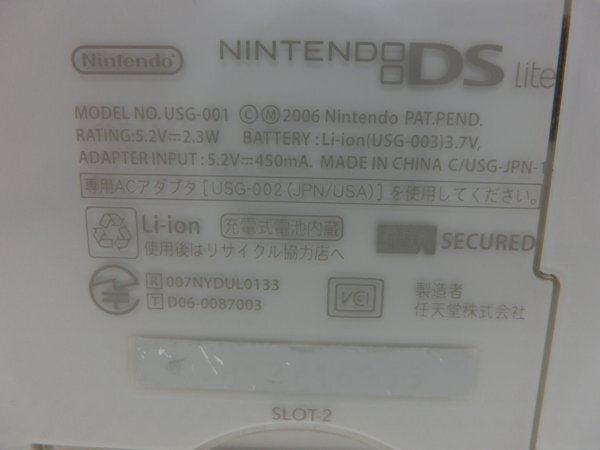 Nintendo
NINTENDO DS lite
MODEL NO. USG-001 ©Ⓜ2006 Nintendo PAT.PEND.
RATING:5.2V⎓2.3W BATTERY : Li-ion(USG-003)3.7V,
ADAPTER INPUT : 5.2V⎓450mA. MADE IN CHINA C/USG-JPN-1
専用ACアダプタ[USG-002(JPN/USA)]を使用してください。
Li-ion 充電式電池内蔵
使用後はリサイクル協力店へ
SECURED
R 007NYDUL0133
T D06-0087003
VCI
製造者
任天堂株式会社
SLOT-2